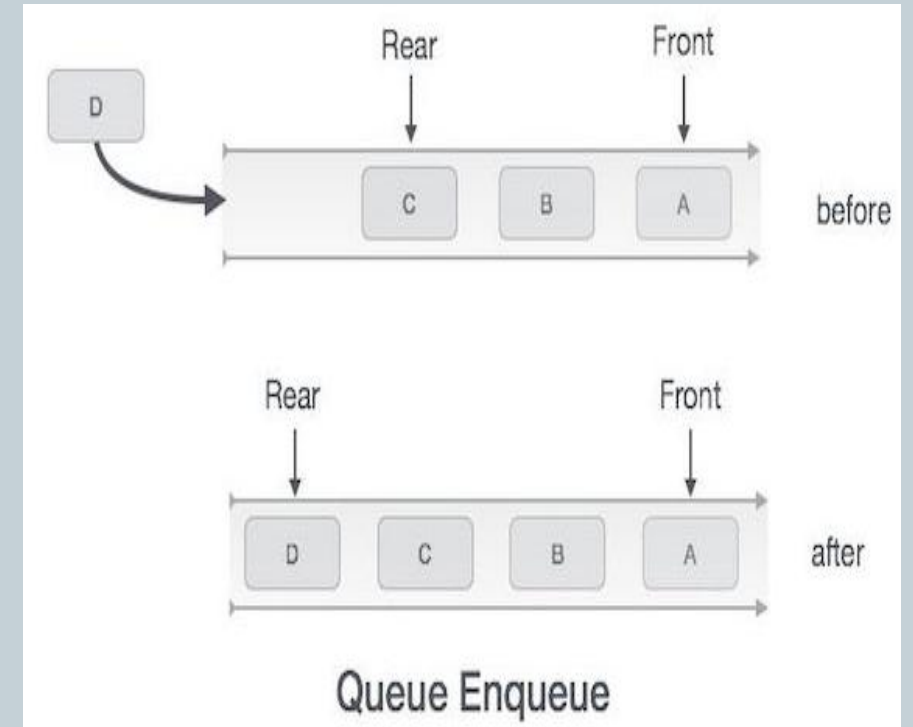 Rear Front
D
C B A
before
Rear Front
D C B A
after
Queue Enqueue